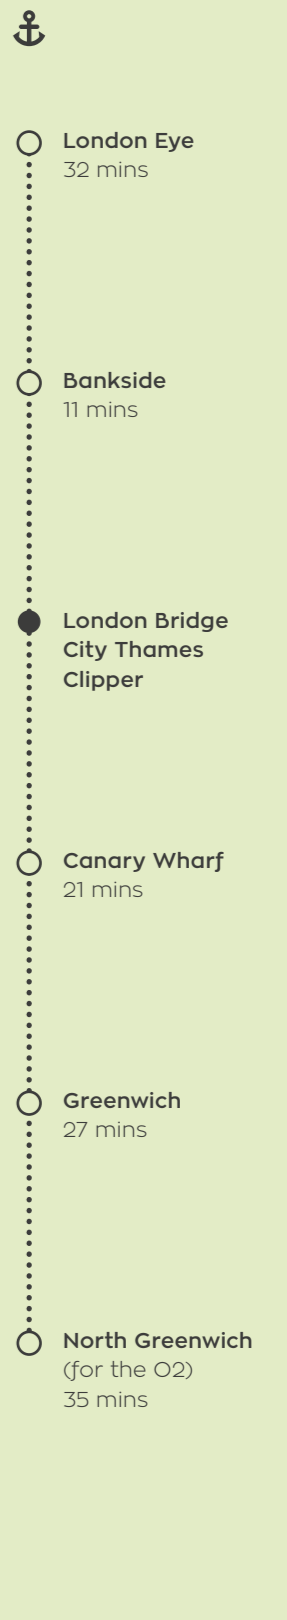 London Eye
32 mins
Bankside
11 mins
London Bridge
City Thames
Clipper
Canary Wharf
21 mins
Greenwich
27 mins
North Greenwich
(for the O2)
35 mins